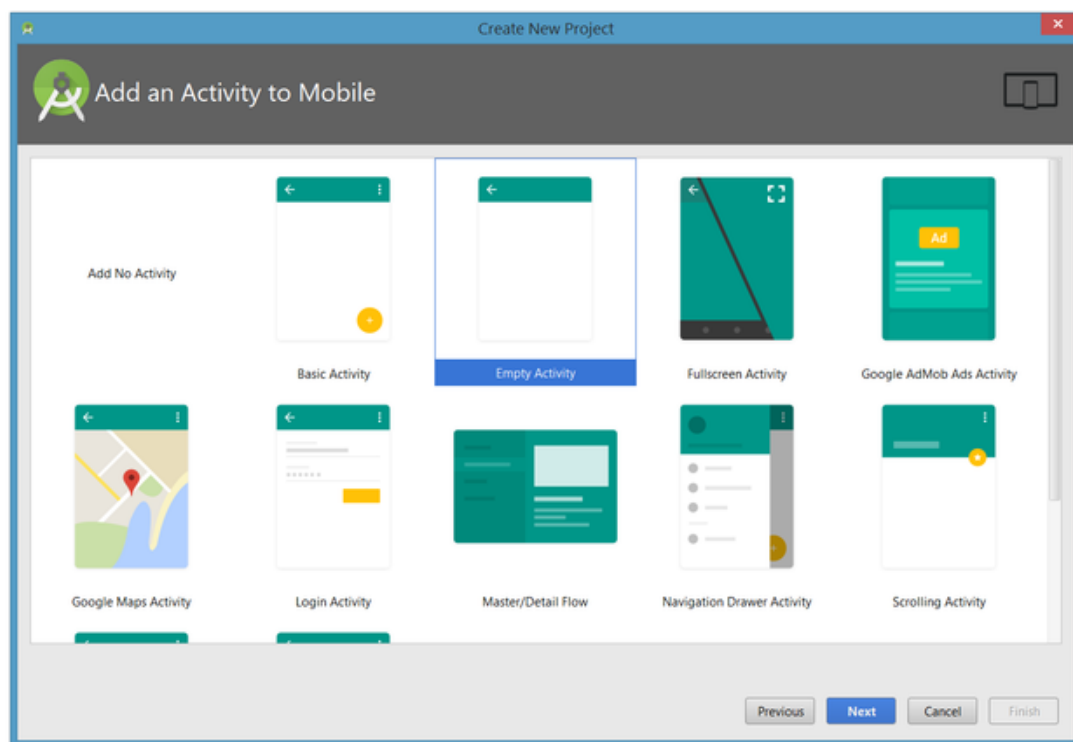 Create New Project
Add an Activity to Mobile
Add No Activity
Basic Activity
Empty Activity
Fullscreen Activity
Ad
Google AdMob Ads Activity
Google Maps Activity
Login Activity
Master/Detail Flow
Navigation Drawer Activity
Scrolling Activity
Previous
Next
Cancel
Finish